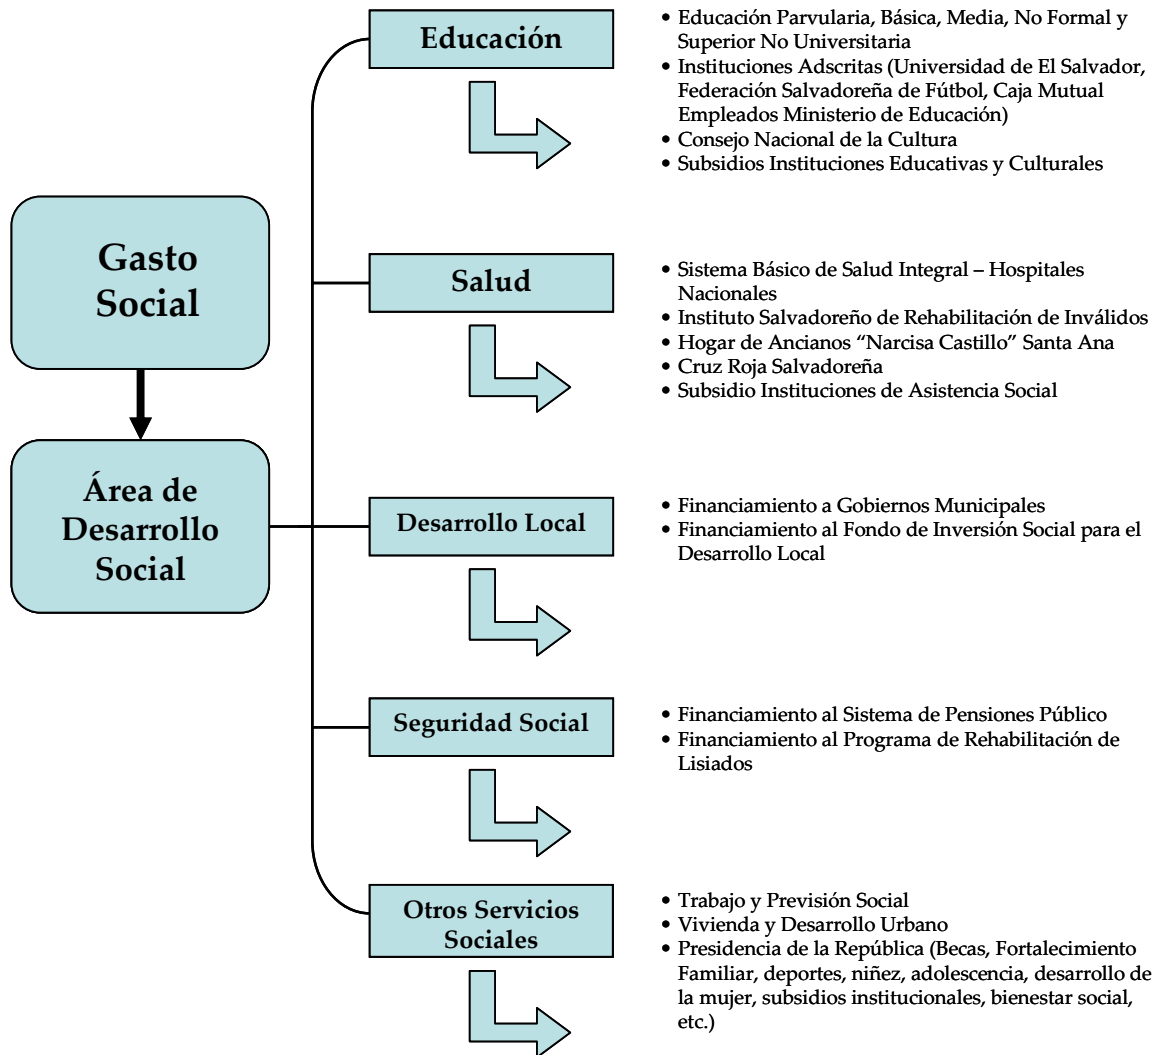 Gasto
Social
Área de
Desarrollo
Social
Educación
• Educación Parvularia, Básica, Media, No Formal y
Superior No Universitaria
• Instituciones Adscritas (Universidad de El Salvador,
Federación Salvadoreña de Fútbol, Caja Mutual
Empleados Ministerio de Educación)
• Consejo Nacional de la Cultura
• Subsidios Instituciones Educativas y Culturales
Salud
• Sistema Básico de Salud Integral – Hospitales
Nacionales
• Instituto Salvadoreño de Rehabilitación de Inválidos
• Hogar de Ancianos “Narcisa Castillo” Santa Ana
• Cruz Roja Salvadoreña
• Subsidio Instituciones de Asistencia Social
Desarrollo Local
• Financiamiento a Gobiernos Municipales
• Financiamiento al Fondo de Inversión Social para el
Desarrollo Local
Seguridad Social
• Financiamiento al Sistema de Pensiones Público
• Financiamiento al Programa de Rehabilitación de
Lisiados
Otros Servicios
Sociales
• Trabajo y Previsión Social
• Vivienda y Desarrollo Urbano
• Presidencia de la República (Becas, Fortalecimiento
Familiar, deportes, niñez, adolescencia, desarrollo de
la mujer, subsidios institucionales, bienestar social,
etc.)